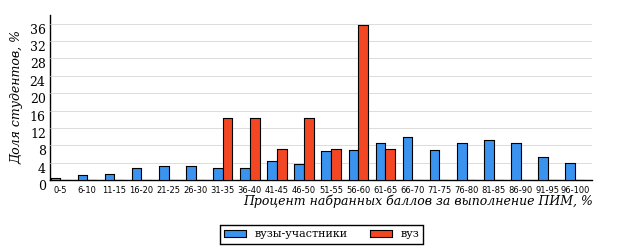 Доля студентов, %
36
32
28
24
20
16
12
8
4
0
0-5 6-10 11-15 16-20 21-25 26-30 31-35 36-40 41-45 46-50 51-55 56-60 61-65 66-70 71-75 76-80 81-85 86-90 91-95 96-100
Процент набранных баллов за выполнение ПИМ, %
вузы-участники вуз